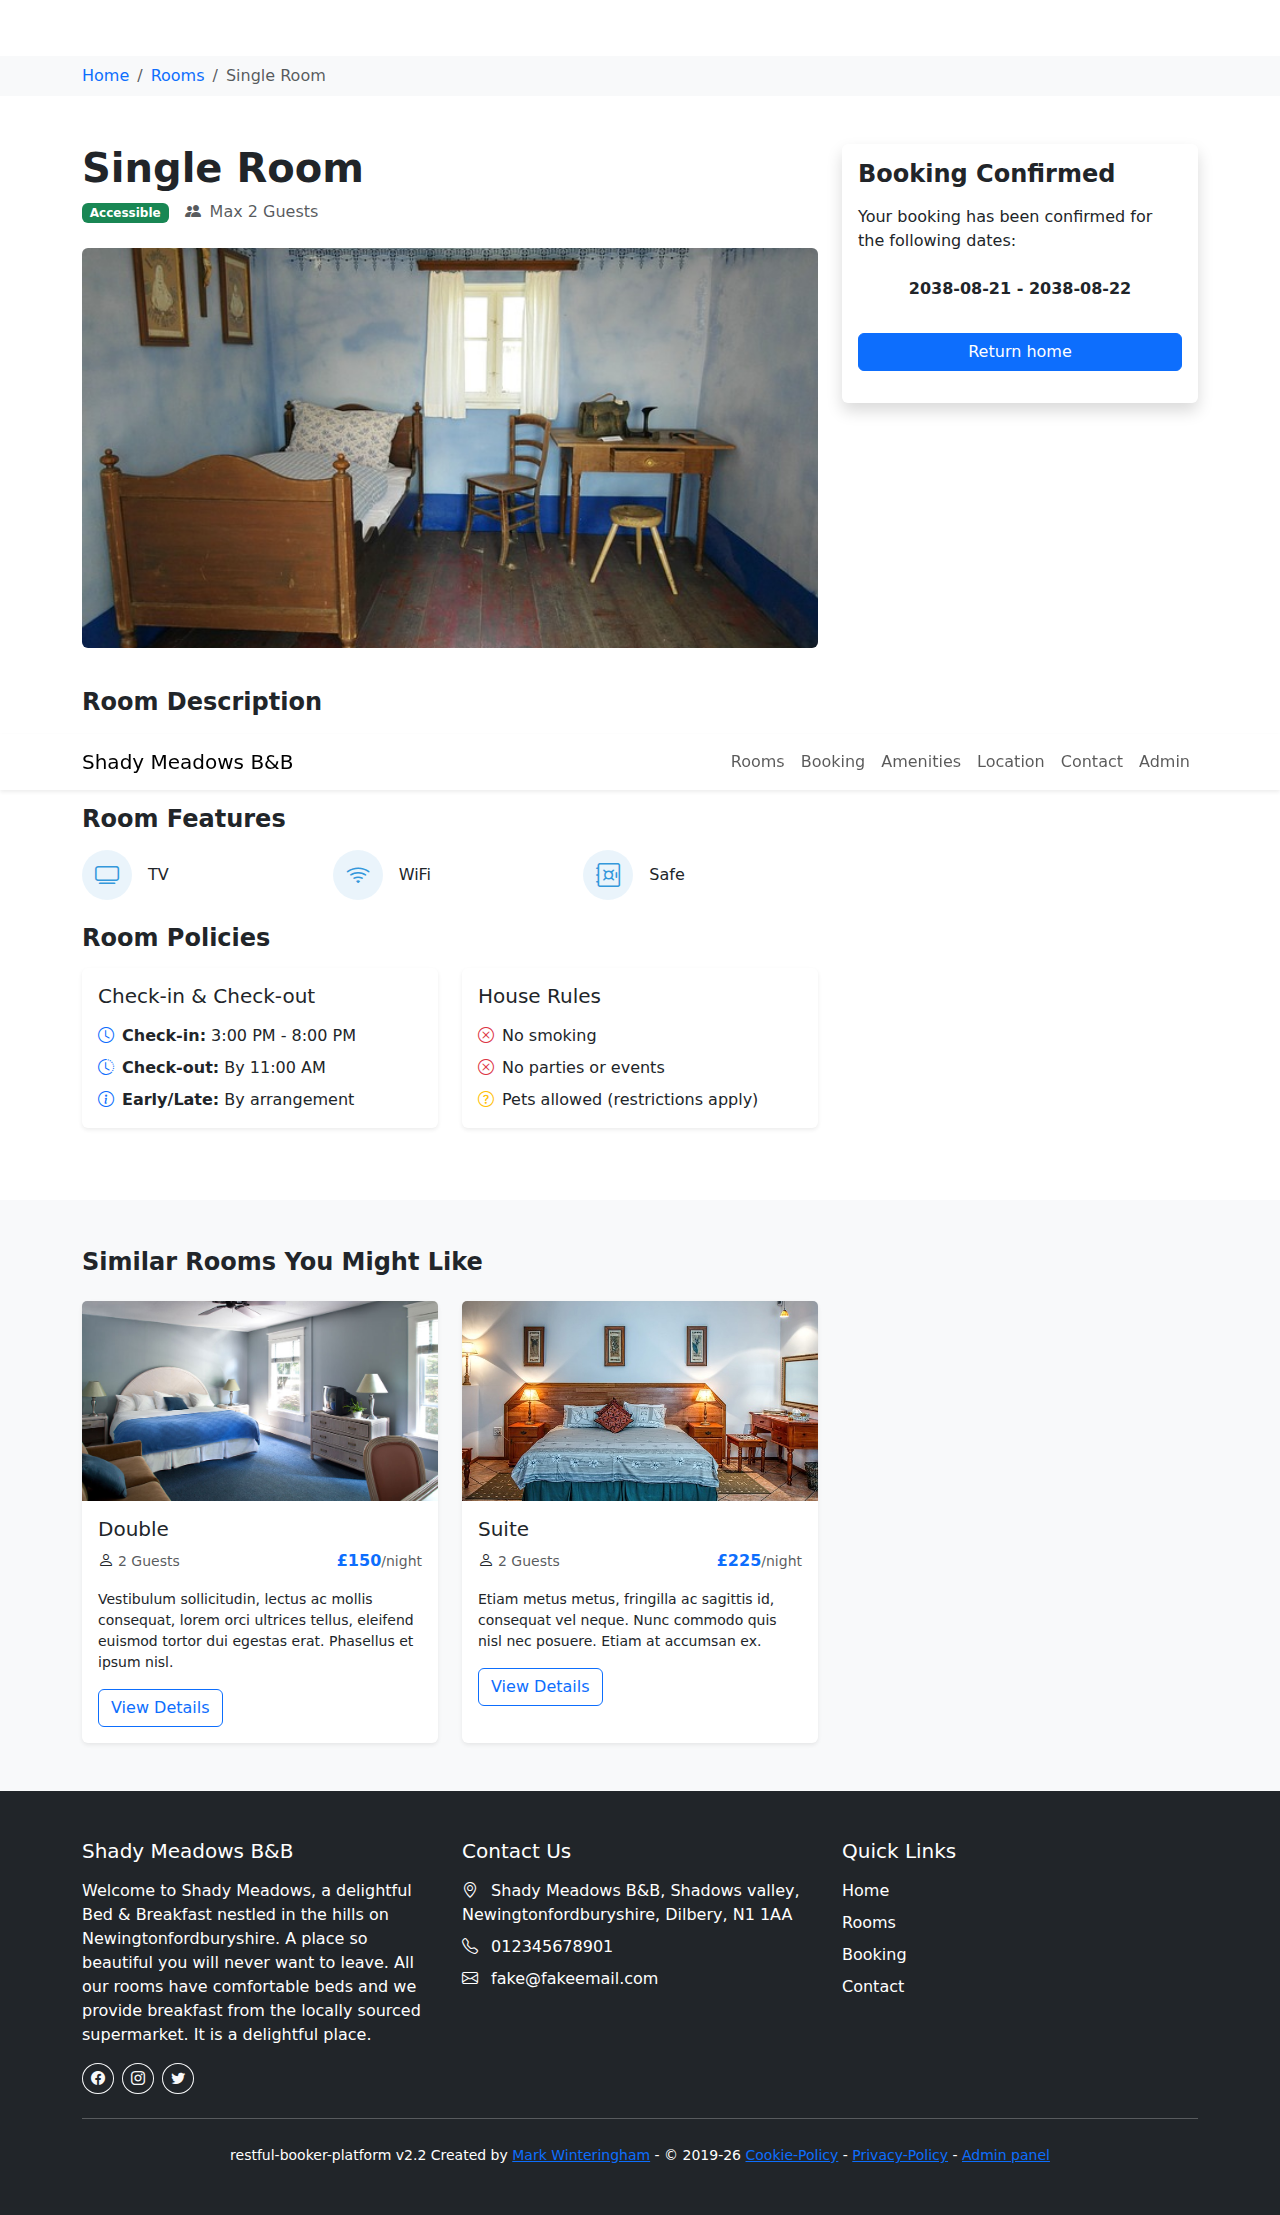 Home / Rooms / Single Room
Single Room
Accessible Max 2 Guests
Booking Confirmed
Your booking has been confirmed for
the following dates:
2038-08-21 - 2038-08-22
Return home
Room Description
Shady Meadows B&B
Rooms Booking Amenities Location Contact Admin
Room Features
TV
WiFi
Safe
Room Policies
Check-in & Check-out
Check-in: 3:00 PM - 8:00 PM
Check-out: By 11:00 AM
Early/Late: By arrangement
House Rules
No smoking
No parties or events
Pets allowed (restrictions apply)
Similar Rooms You Might Like
Double
2 Guests £150/night
Vestibulum sollicitudin, lectus ac mollis
consequat, lorem orci ultrices tellus, eleifend
euismod tortor dui egestas erat. Phasellus et
ipsum nisl.
View Details
Suite
2 Guests £225/night
Etiam metus metus, fringilla ac sagittis id,
consequat vel neque. Nunc commodo quis
nisl nec posuere. Etiam at accumsan ex.
View Details
Shady Meadows B&B
Welcome to Shady Meadows, a delightful
Bed & Breakfast nestled in the hills on
Newingtonfordburyshire. A place so
beautiful you will never want to leave. All
our rooms have comfortable beds and we
provide breakfast from the locally sourced
supermarket. It is a delightful place.
Contact Us
Shady Meadows B&B, Shadows valley,
Newingtonfordburyshire, Dilbery, N1 1AA
012345678901
fake@fakeemail.com
Quick Links
Home
Rooms
Booking
Contact
restful-booker-platform v2.2 Created by Mark Winteringham - © 2019-26 Cookie-Policy - Privacy-Policy - Admin panel